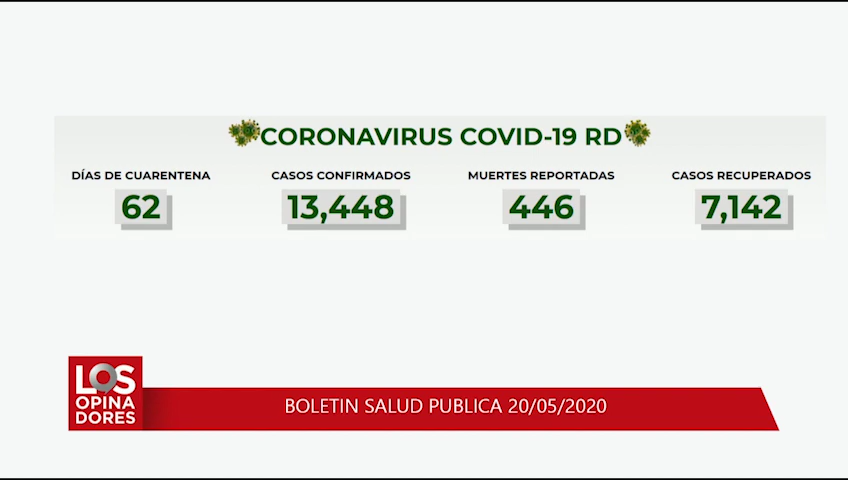 CORONAVIRUS COVID-19 RD
DÍAS DE CUARENTENA
62
CASOS CONFIRMADOS
13,448
MUERTES REPORTADAS
446
CASOS RECUPERADOS
7,142
LOS
OPINA
DORES
BOLETIN SALUD PUBLICA 20/05/2020